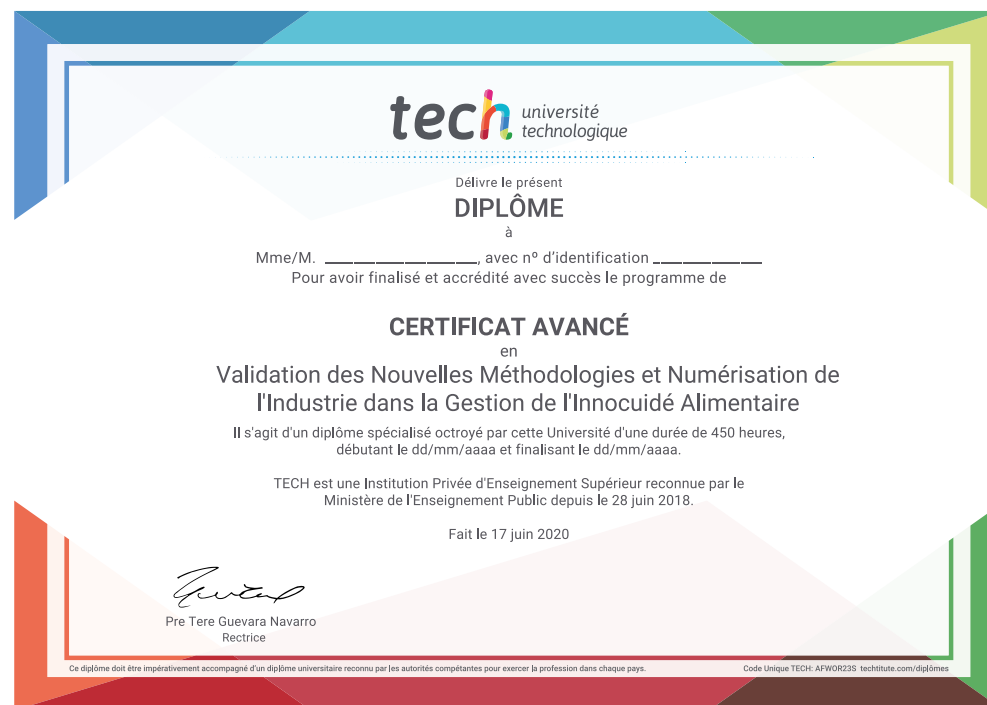 tech université
technologique
Délivre le présent
DIPLÔME
à
Mme/M. ____________________, avec nº d'identification ______________
Pour avoir finalisé et accrédité avec succès le programme de
CERTIFICAT AVANCÉ
en
Validation des Nouvelles Méthodologies et Numérisation de
l'Industrie dans la Gestion de l'Innocuidé Alimentaire
Il s'agit d'un diplôme spécialisé octroyé par cette Université d'une durée de 450 heures,
débutant le dd/mm/aaaa et finalisant le dd/mm/aaaa.
TECH est une Institution Privée d'Enseignement Supérieur reconnue par le
Ministère de l'Enseignement Public depuis le 28 juin 2018.
Fait le 17 juin 2020
Pre Tere Guevara Navarro
Rectrice
Ce diplôme doit être impérativement accompagné d'un diplôme universitaire reconnu par les autorités compétentes pour exercer la profession dans chaque pays.
Code Unique TECH: AFWOR23S techtitute.com/diplômes